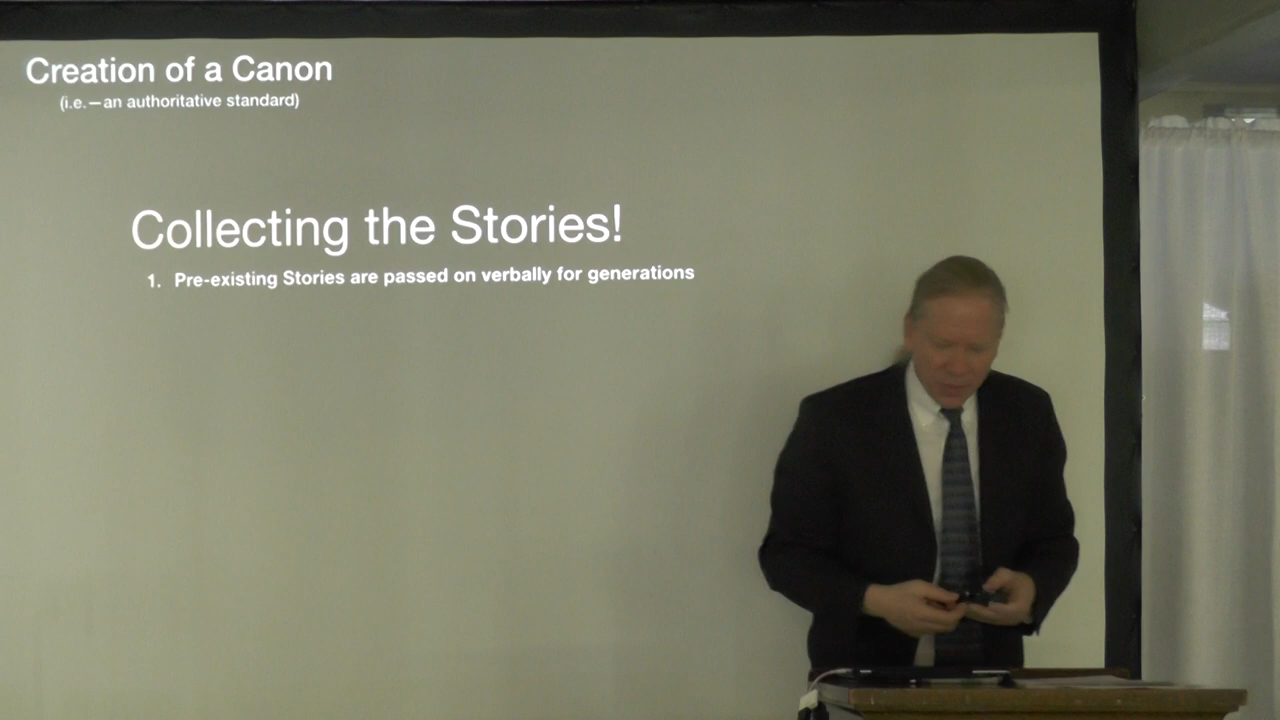 Creation of a Canon
(i.e.—an authoritative standard)
Collecting the Stories!
1. Pre-existing Stories are passed on verbally for generations